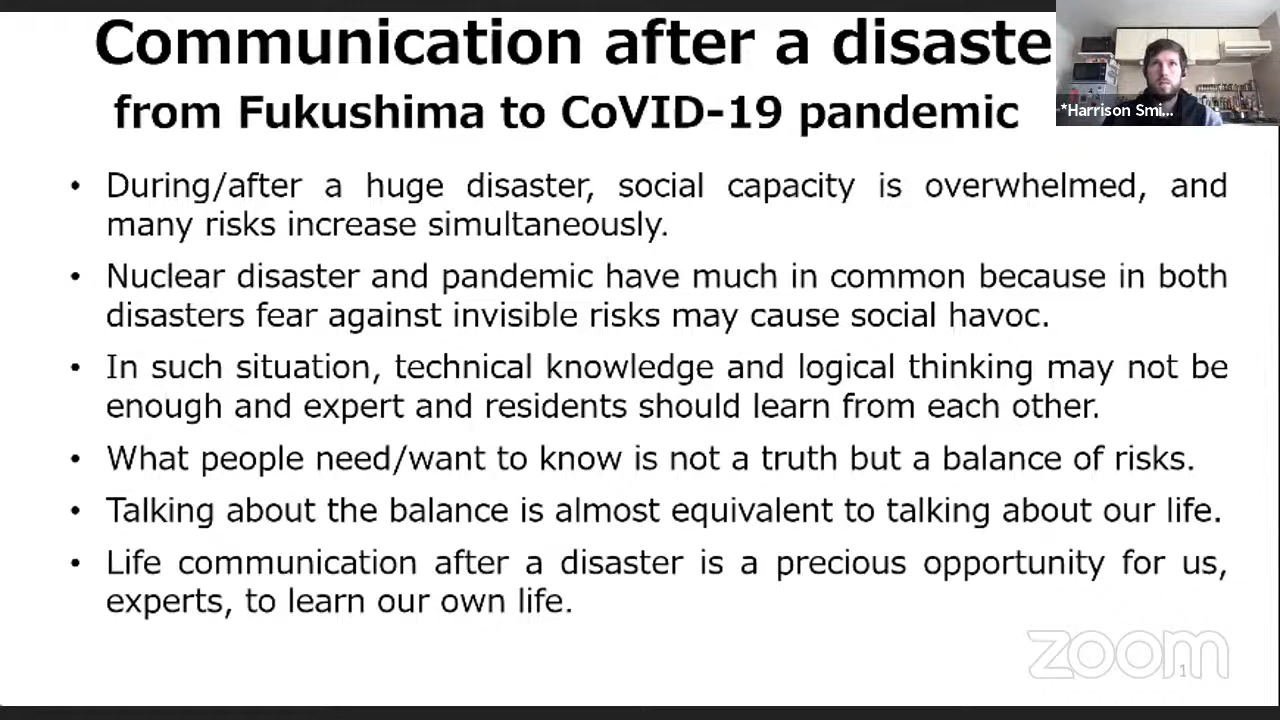 Communication after a disaste
from Fukushima to CoVID-19 pandemic
*Harrison Smi...
• During/after a huge disaster, social capacity is overwhelmed, and
many risks increase simultaneously.
• Nuclear disaster and pandemic have much in common because in both
disasters fear against invisible risks may cause social havoc.
• In such situation, technical knowledge and logical thinking may not be
enough and expert and residents should learn from each other.
• What people need/want to know is not a truth but a balance of risks.
• Talking about the balance is almost equivalent to talking about our life.
• Life communication after a disaster is a precious opportunity for us,
experts, to learn our own life.
zoom
1